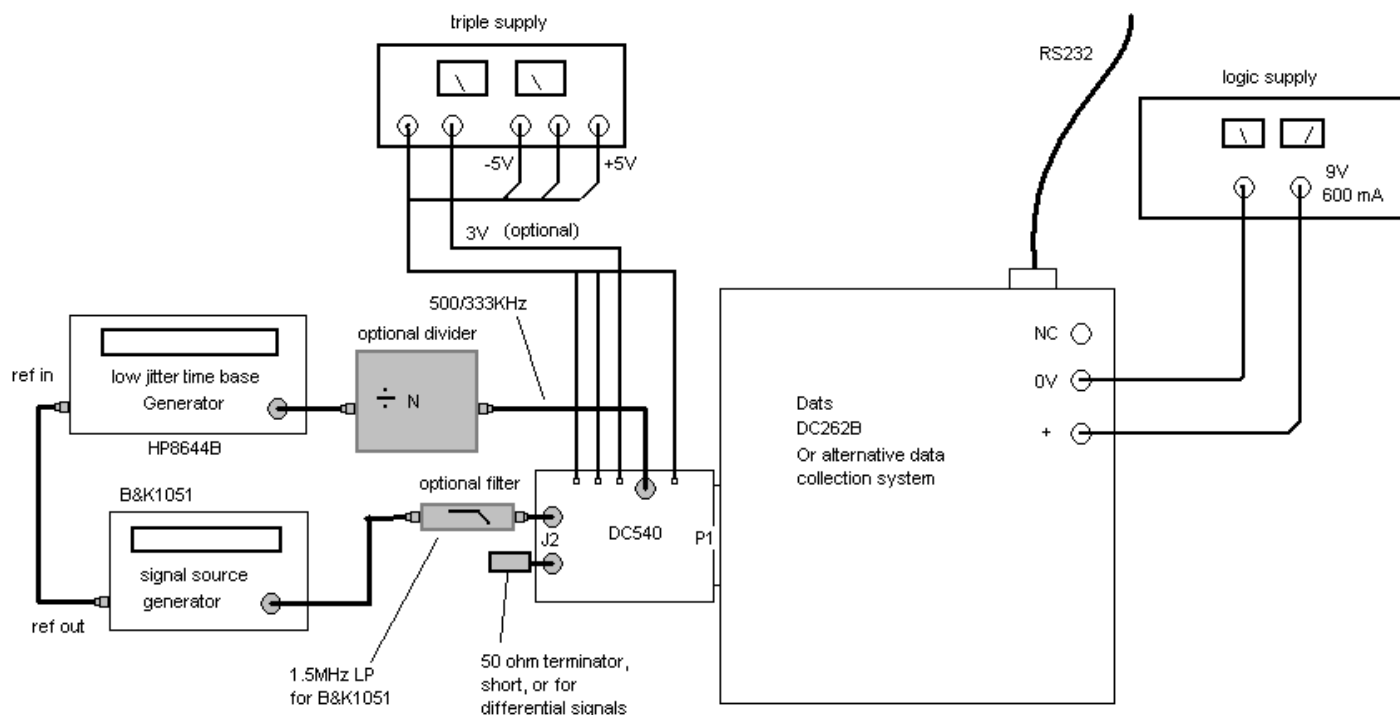 triple supply
RS232
logic supply
-5V
+5V
9V
600 mA
3V (optional)
500/333KHz
optional divider
ref in
low jitter time base
Generator
÷ N
HP8644B
NC
0V
+
Dats
DC262B
Or alternative data
collection system
B&K1051
optional filter
J2
DC540
P1
signal source
generator
ref out
1.5MHz LP
for B&K1051
50 ohm terminator,
short, or for
differential signals